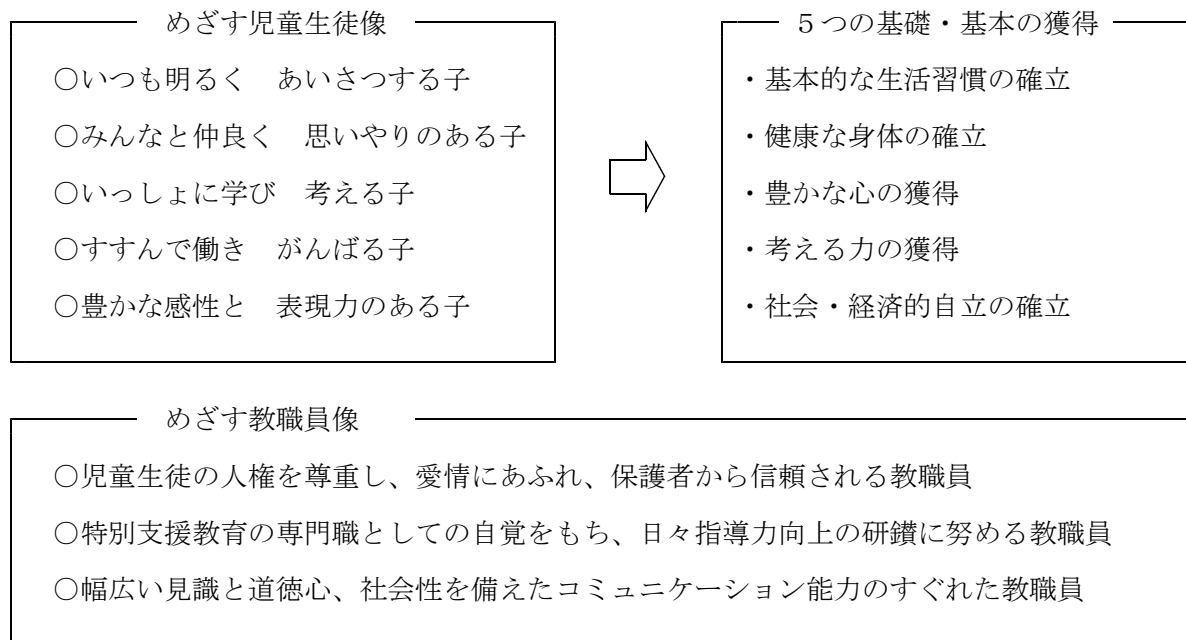 めざす児童生徒像
○いつも明るく　あいさつする子
○みんなと仲良く　思いやりのある子
○いっしょに学び　考える子
○すすんで働き　がんばる子
○豊かな感性と　表現力のある子
５つの基礎・基本の獲得
・基本的な生活習慣の確立
・健康な身体の確立
・豊かな心の獲得
・考える力の獲得
・社会・経済的自立の確立
めざす教職員像
○児童生徒の人権を尊重し、愛情にあふれ、保護者から信頼される教職員
○特別支援教育の専門職としての自覚をもち、日々指導力向上の研鑽に努める教職員
○幅広い見識と道徳心、社会性を備えたコミュニケーション能力のすぐれた教職員